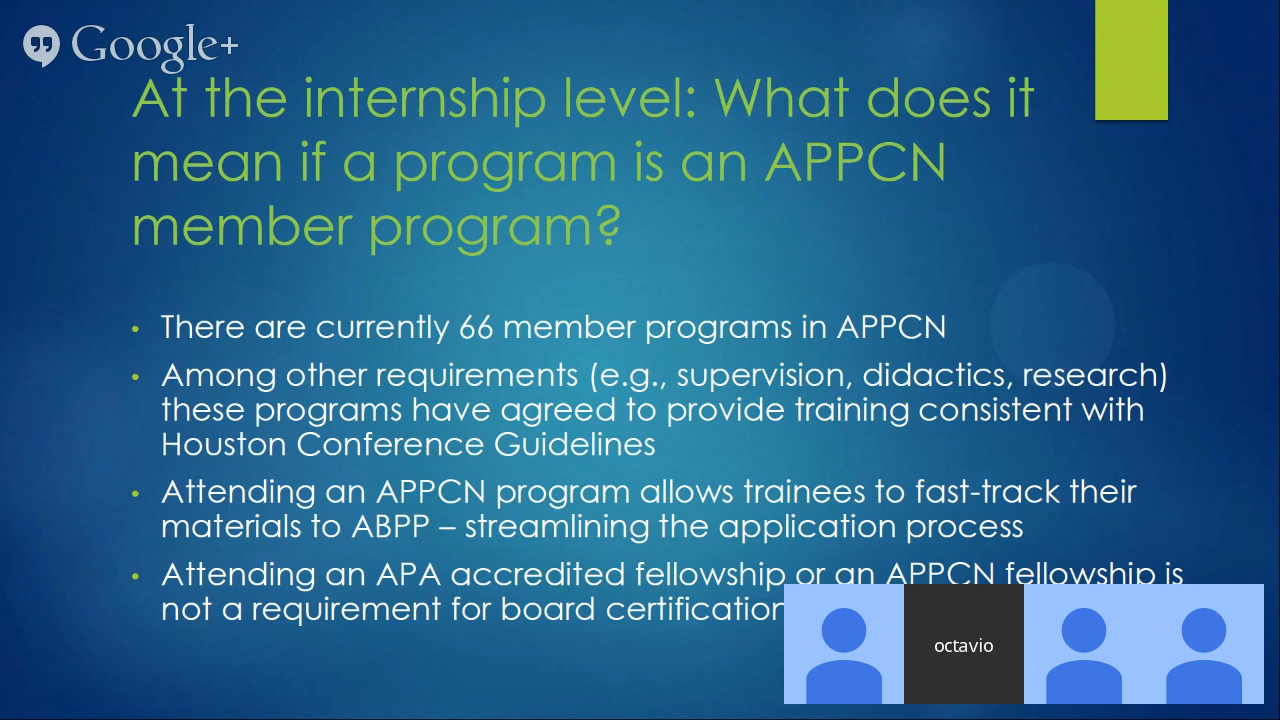 Google+
At the internship level: What does it
mean if a program is an APPCN
member program?
• There are currently 66 member programs in APPCN
• Among other requirements (e.g., supervision, didactics, research)
these programs have agreed to provide training consistent with
Houston Conference Guidelines
• Attending an APPCN program allows trainees to fast-track their
materials to ABPP – streamlining the application process
• Attending an APA accredited fellowship or an APPCN fellowship is
not a requirement for board certification
octavio